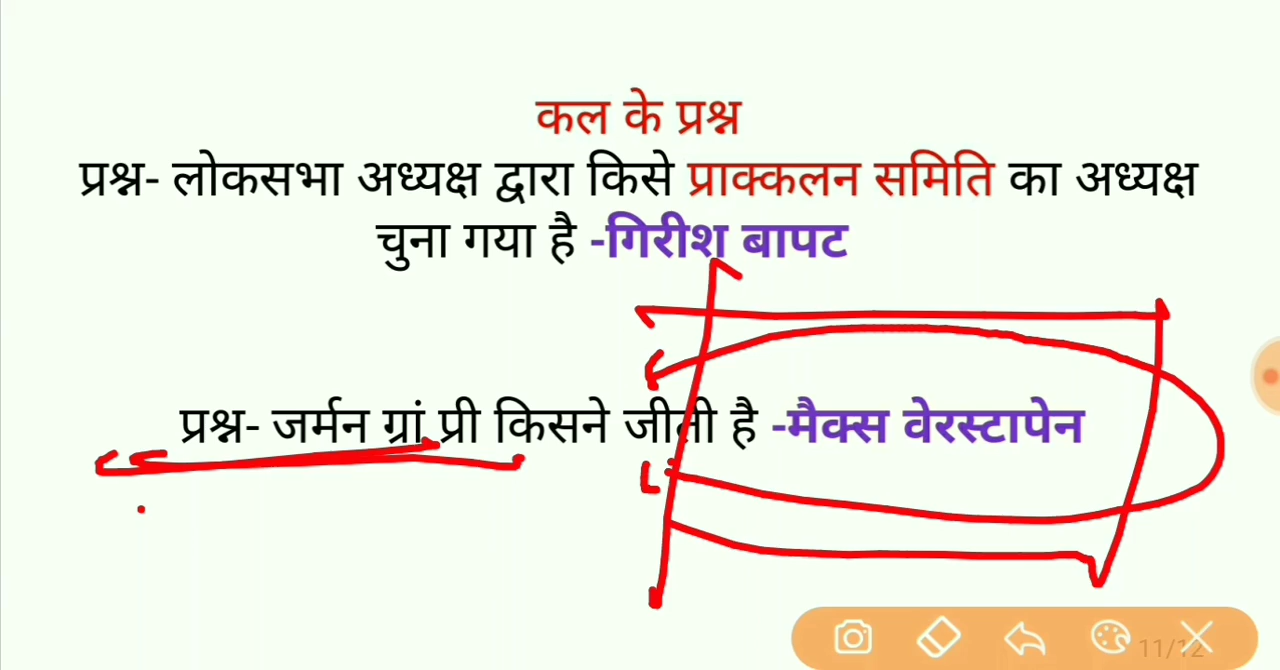 कल के प्रश्न
प्रश्न- लोकसभा अध्यक्ष द्वारा किसे प्राक्कलन समिति का अध्यक्ष
चुना गया है -गिरीश बापट
प्रश्न- जर्मन ग्रां प्री किसने जीती है -मैक्स वेरस्टापेन
11/12